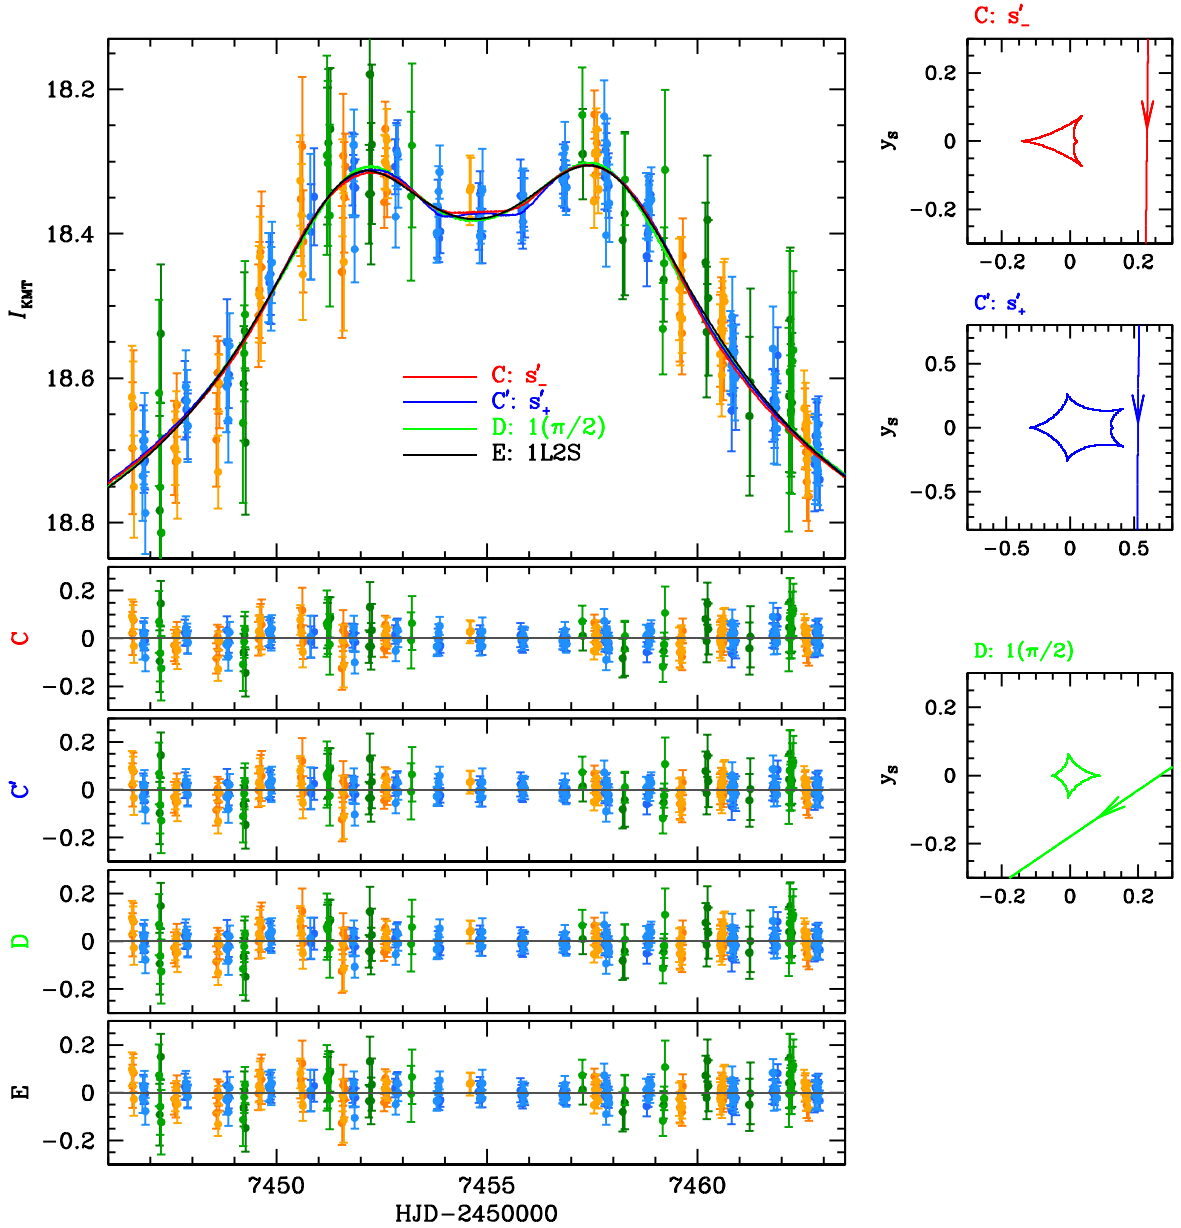 18.2
18.4
18.6
18.8
I_KMT
C: s′_-
C′: s′_+
D: 1(π/2)
E: 1L2S
0.2
0
-0.2
C
0.2
0
-0.2
C′
0.2
0
-0.2
D
0.2
0
-0.2
E
7450 7455 7460
HJD-2450000
C: s′_-
0.2
0
-0.2
y_S
-0.2 0 0.2
C′: s′_+
0.5
0
-0.5
y_S
-0.5 0 0.5
D: 1(π/2)
0.2
0
-0.2
y_S
-0.2 0 0.2